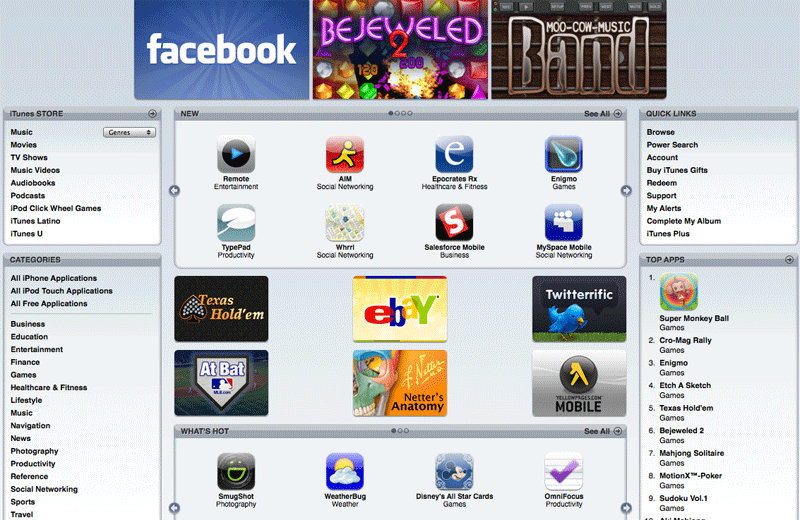 facebook
BEJEWELED
2
120
200
MOO-COW-MUSIC
Band
iTunes STORE
Music
Genres
Movies
TV Shows
Music Videos
Audiobooks
Podcasts
iPod Click Wheel Games
iTunes Latino
iTunes U
CATEGORIES
All iPhone Applications
All iPod Touch Applications
All Free Applications
Business
Education
Entertainment
Finance
Games
Healthcare & Fitness
Lifestyle
Music
Navigation
News
Photography
Productivity
Reference
Social Networking
Sports
Travel
NEW
See All
Remote
Entertainment
AIM
Social Networking
Epocrates Rx
Healthcare & Fitness
Enigmo
Games
TypePad
Productivity
Whrrl
Social Networking
Salesforce Mobile
Business
MySpace Mobile
Social Networking
Texas
Hold'em
ebaY
Twitterrific
At Bat
MLB.com
Netter's
Anatomy
YELLOWPAGES.COM
MOBILE
WHAT'S HOT
See All
SmugShot
Photography
WeatherBug
Weather
Disney's All Star Cards
Games
OmniFocus
Productivity
QUICK LINKS
Browse
Power Search
Account
Buy iTunes Gifts
Redeem
Support
My Alerts
Complete My Album
iTunes Plus
TOP APPS
1.
Super Monkey Ball
Games
2. Cro-Mag Rally
Games
3. Enigmo
Games
4. Etch A Sketch
Games
5. Texas Hold'em
Games
6. Bejeweled 2
Games
7. Mahjong Solitaire
Games
8. MotionX™-Poker
Games
9. Sudoku Vol.1
Games